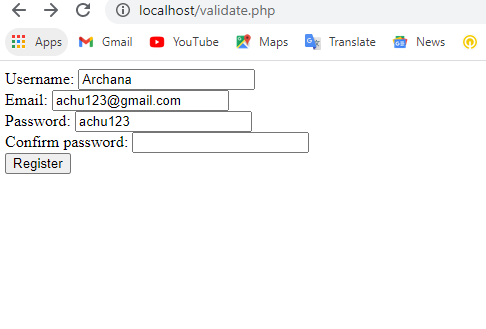 localhost/validate.php
Apps Gmail YouTube Maps Translate News
Username: Archana
Email: achu123@gmail.com
Password: achu123
Confirm password:
Register